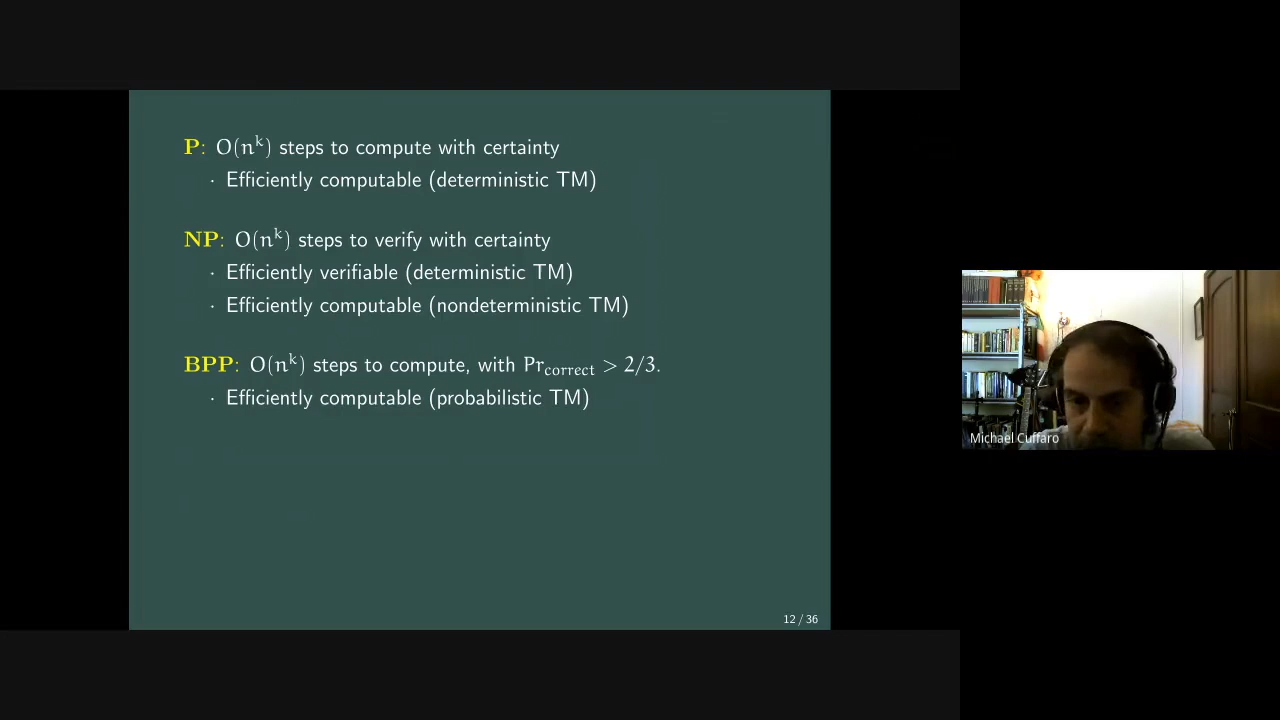 P: O(n^k) steps to compute with certainty
· Efficiently computable (deterministic TM)
NP: O(n^k) steps to verify with certainty
· Efficiently verifiable (deterministic TM)
· Efficiently computable (nondeterministic TM)
BPP: O(n^k) steps to compute, with Pr_correct > 2/3.
· Efficiently computable (probabilistic TM)
12 / 36
Michael Cuffaro